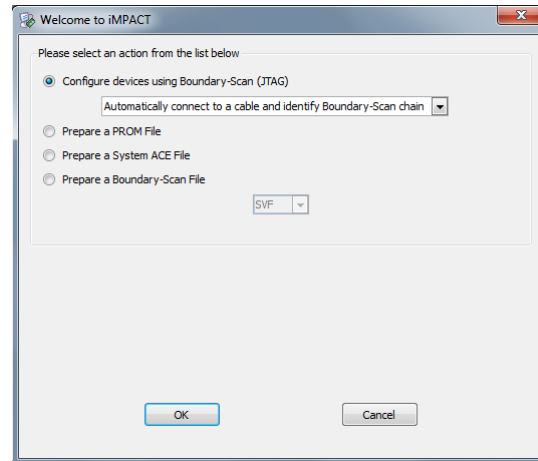 Welcome to iMPACT
Please select an action from the list below
Configure devices using Boundary-Scan (JTAG)
Automatically connect to a cable and identify Boundary-Scan chain
Prepare a PROM File
Prepare a System ACE File
Prepare a Boundary-Scan File
SVF
OK Cancel